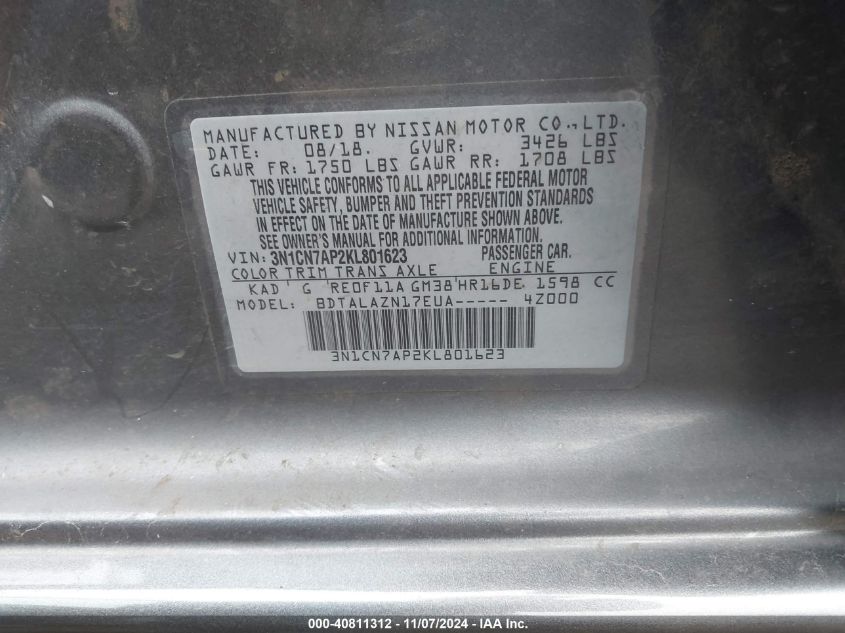 MANUFACTURED BY NISSAN MOTOR CO., LTD.
DATE: 08/18. GVWR: 3426 LBS
GAWR FR: 1750 LBS GAWR RR: 1708 LBS
THIS VEHICLE CONFORMS TO ALL APPLICABLE FEDERAL MOTOR
VEHICLE SAFETY, BUMPER AND THEFT PREVENTION STANDARDS
IN EFFECT ON THE DATE OF MANUFACTURE SHOWN ABOVE.
SEE OWNER'S MANUAL FOR ADDITIONAL INFORMATION.
VIN: 3N1CN7AP2KL801623 PASSENGER CAR.
COLOR TRIM TRANS AXLE ENGINE
KAD G RE0F11A GM38 HR16DE 1598 CC
MODEL: BDTALAZN17EUA----- 4Z000
3N1CN7AP2KL801623
000-40811312 - 11/07/2024 - IAA Inc.